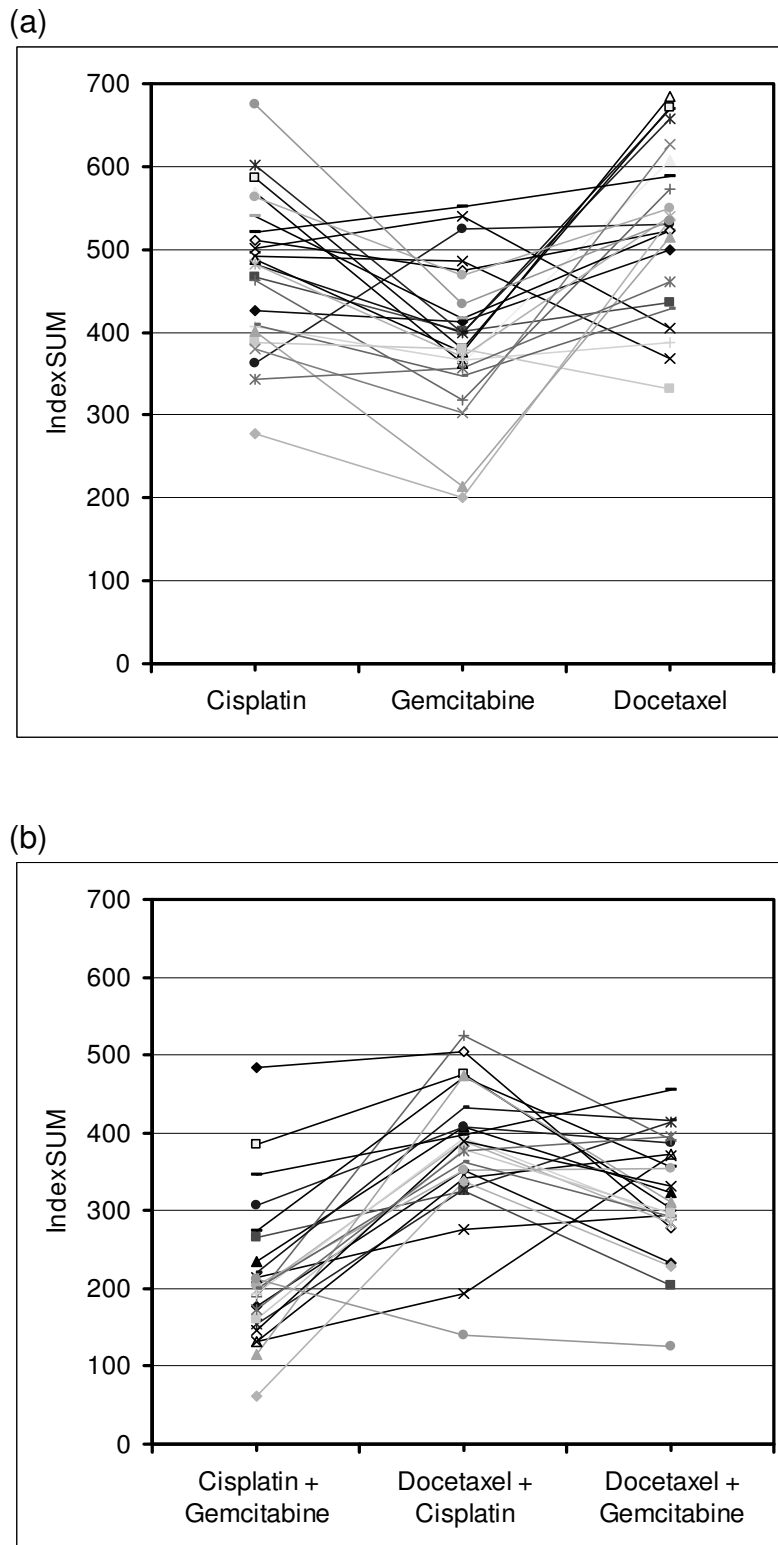 (a)
700
600
500
400
300
200
100
0
IndexSUM
Cisplatin Gemcitabine Docetaxel
(b)
700
600
500
400
300
200
100
0
IndexSUM
Cisplatin + Docetaxel + Docetaxel +
Gemcitabine Cisplatin Gemcitabine